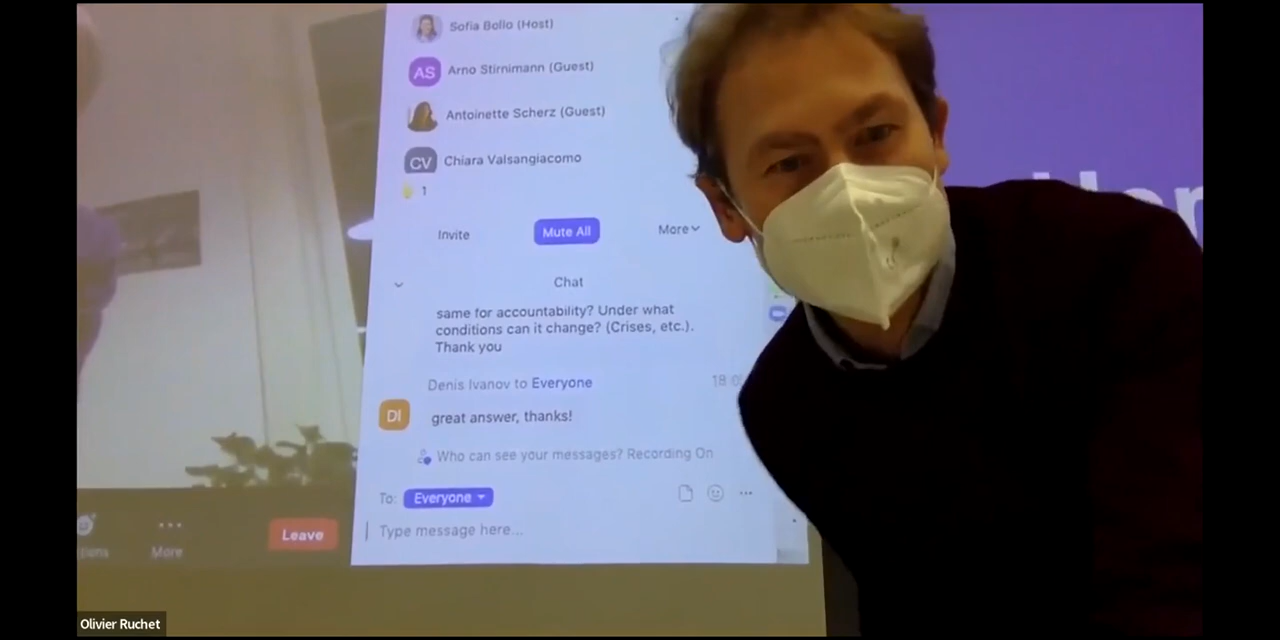 Sofia Bollo (Host)
AS Arno Stirnimann (Guest)
Antoinette Scherz (Guest)
CV Chiara Valsangiacomo
1
Invite Mute All More
Chat
same for accountability? Under what
conditions can it change? (Crises, etc.).
Thank you
Denis Ivanov to Everyone
DI great answer, thanks!
Who can see your messages? Recording On
To: Everyone
Type message here...
More
Leave
Olivier Ruchet